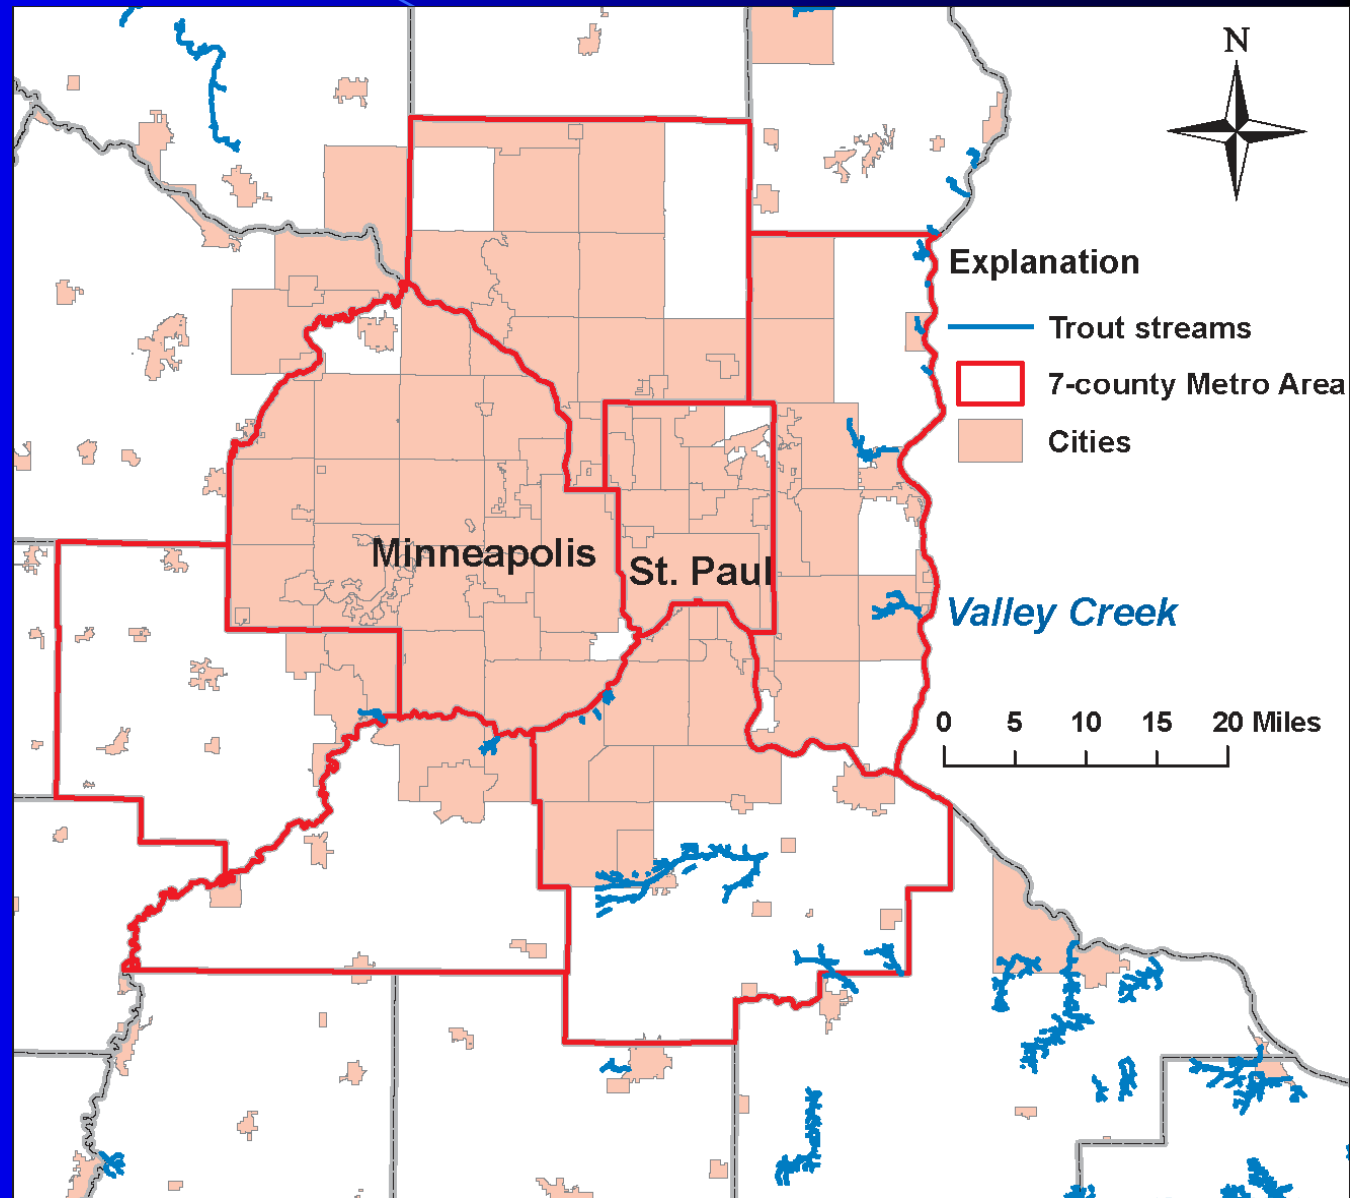 N
Explanation
Trout streams
7-county Metro Area
Cities
Minneapolis
St. Paul
Valley Creek
0 5 10 15 20 Miles